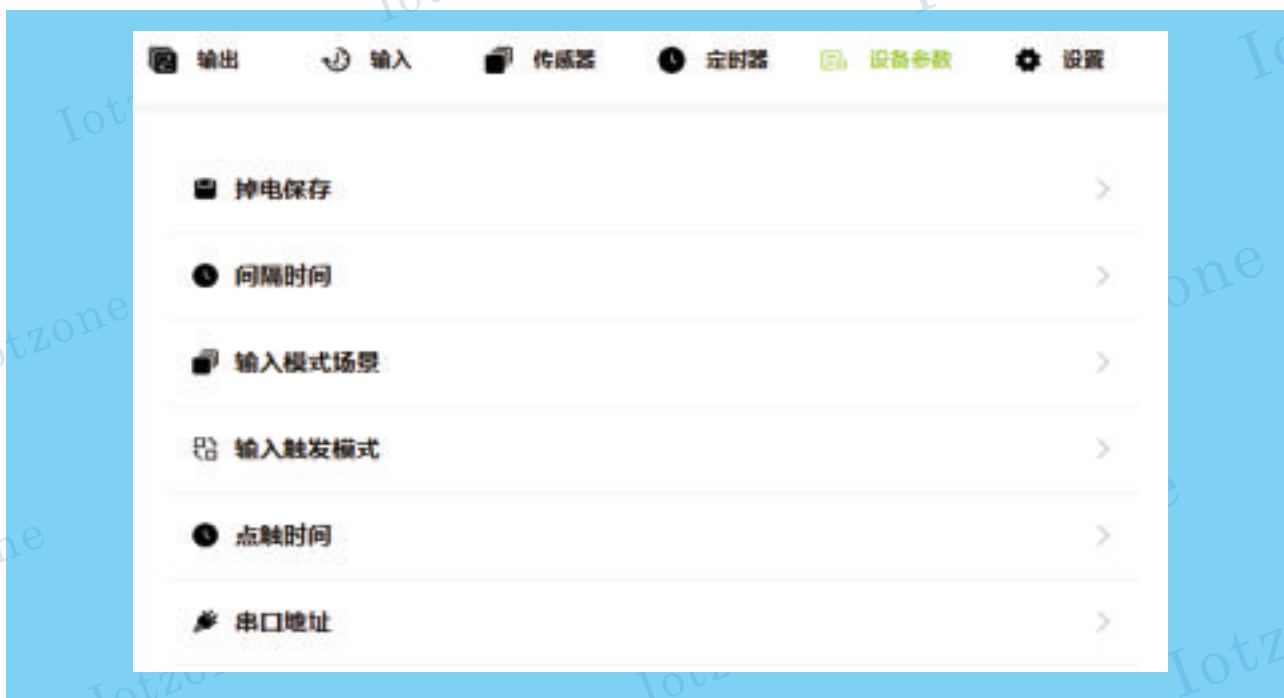 Iotz
输出 输入 传感器 定时器 设备参数 设置
掉电保存
间隔时间
输入模式场景
输入触发模式
点触时间
串口地址